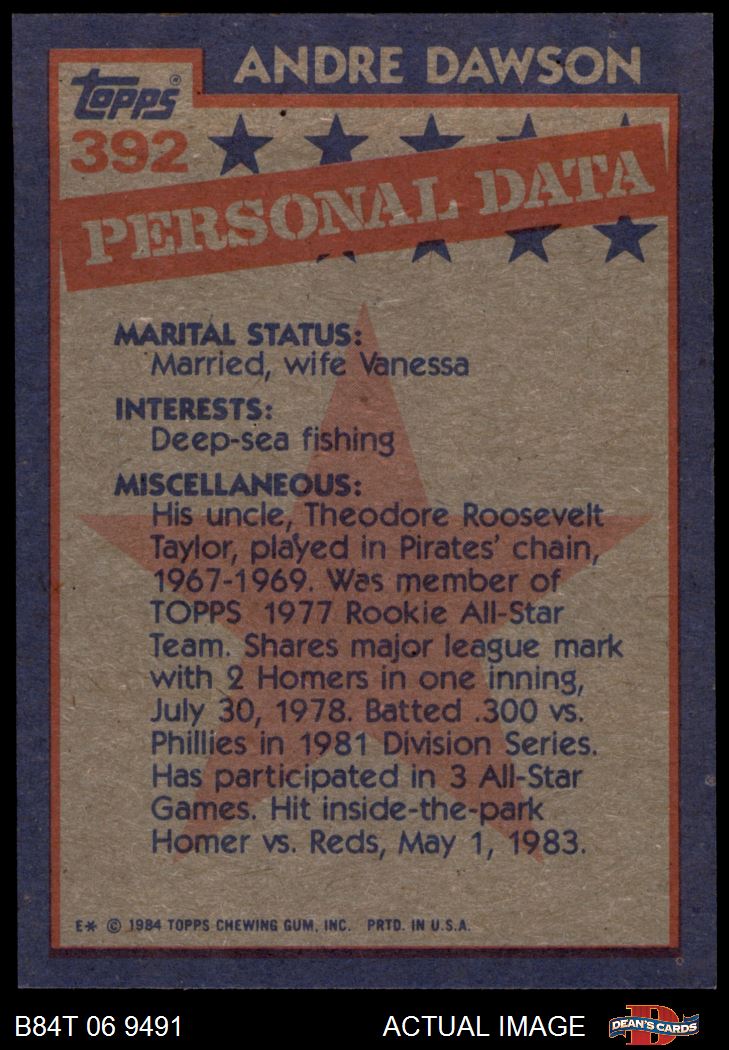 ANDRE DAWSON
TOPPS®
392
PERSONAL DATA
MARITAL STATUS:
Married, wife Vanessa
INTERESTS:
Deep-sea fishing
MISCELLANEOUS:
His uncle, Theodore Roosevelt
Taylor, played in Pirates' chain,
1967-1969. Was member of
TOPPS 1977 Rookie All-Star
Team. Shares major league mark
with 2 Homers in one inning,
July 30, 1978. Batted .300 vs.
Phillies in 1981 Division Series.
Has participated in 3 All-Star
Games. Hit inside-the-park
Homer vs. Reds, May 1, 1983.
E* © 1984 TOPPS CHEWING GUM, INC. PRTD. IN U.S.A.
B84T 06 9491 ACTUAL IMAGE D DEAN'S CARDS